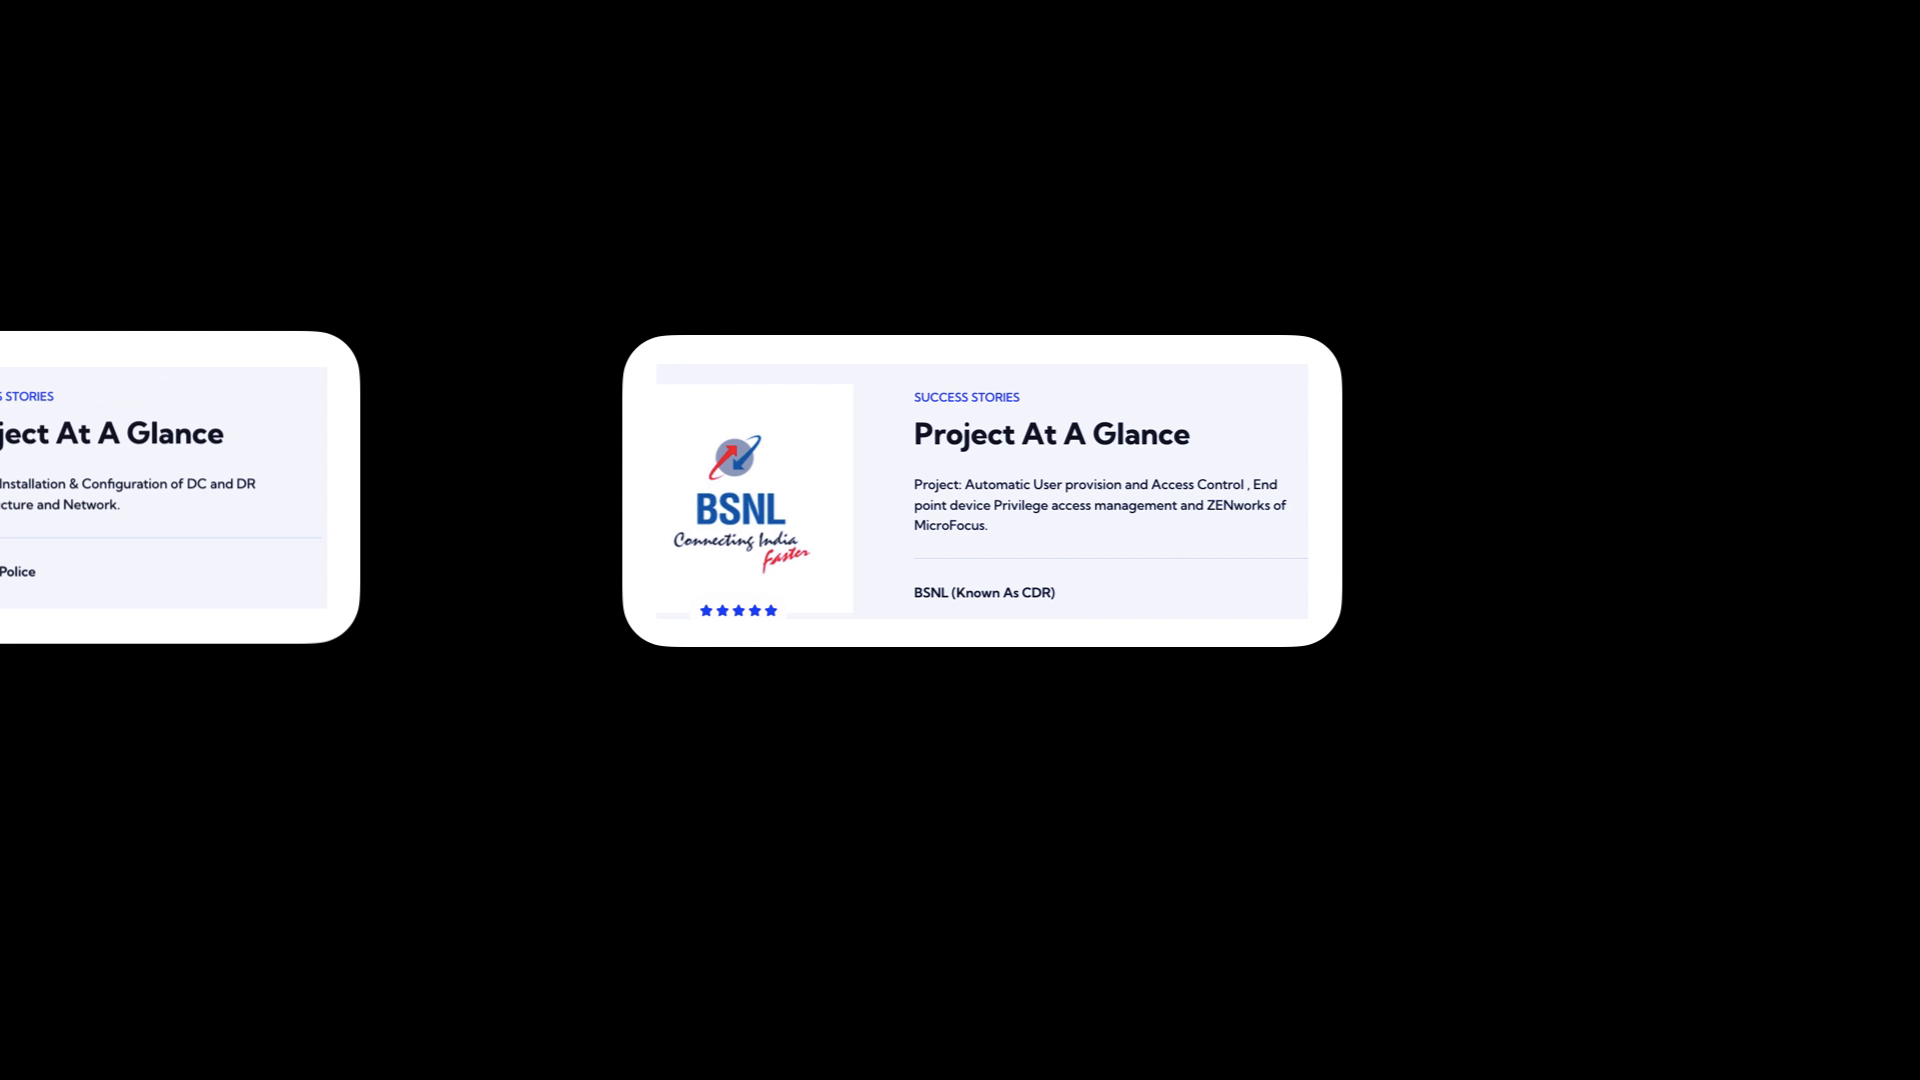 STORIES
ject At A Glance
Installation & Configuration of DC and DR
cture and Network.
Police
BSNL
Connecting India
Faster
SUCCESS STORIES
Project At A Glance
Project: Automatic User provision and Access Control , End
point device Privilege access management and ZENworks of
MicroFocus.
BSNL (Known As CDR)